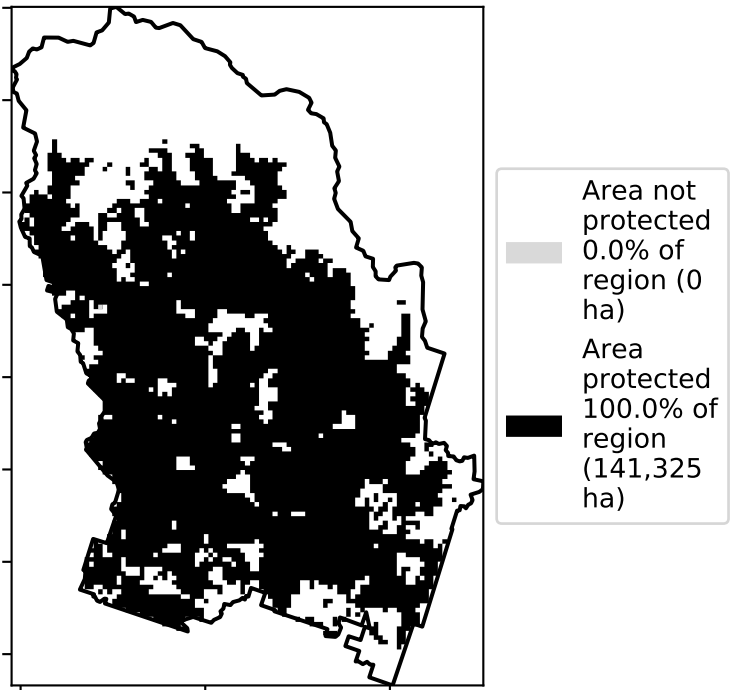 Area not
protected
0.0% of
region (0
ha)
Area
protected
100.0% of
region
(141,325
ha)